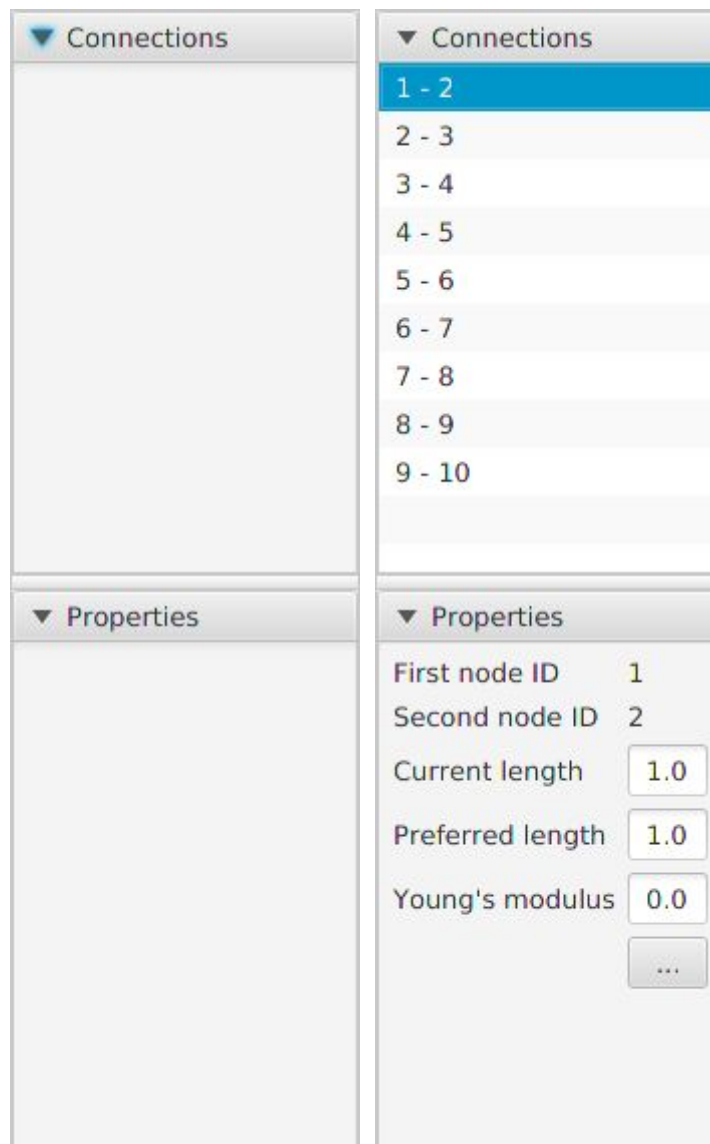 Connections
Properties
Connections
1 - 2
2 - 3
3 - 4
4 - 5
5 - 6
6 - 7
7 - 8
8 - 9
9 - 10
Properties
First node ID 1
Second node ID 2
Current length 1.0
Preferred length 1.0
Young's modulus 0.0
...